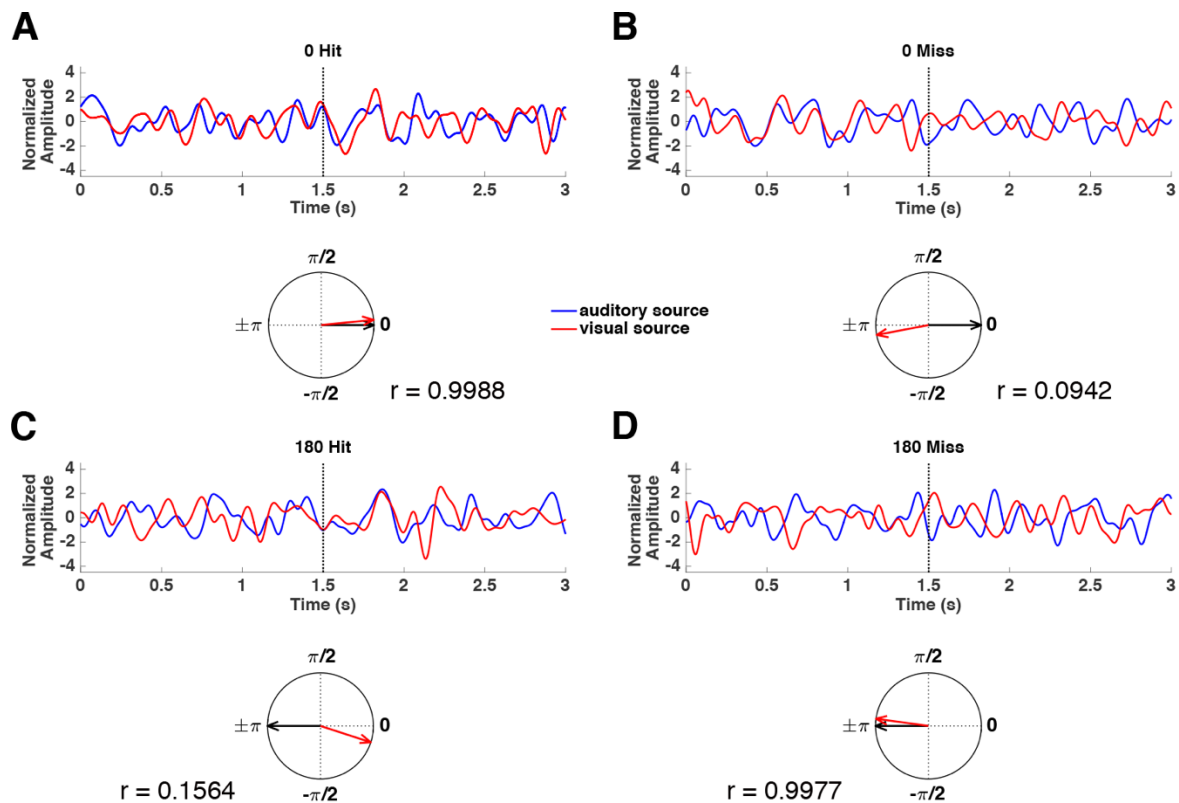 A
0 Hit
Normalized
Amplitude
4
2
0
-2
-4
0 0.5 1 1.5 2 2.5 3
Time (s)
π/2
±π
0
-π/2
r = 0.9988
B
0 Miss
Normalized
Amplitude
4
2
0
-2
-4
0 0.5 1 1.5 2 2.5 3
Time (s)
π/2
±π
0
-π/2
r = 0.0942
auditory source
visual source
C
180 Hit
Normalized
Amplitude
4
2
0
-2
-4
0 0.5 1 1.5 2 2.5 3
Time (s)
π/2
±π
0
-π/2
r = 0.1564
D
180 Miss
Normalized
Amplitude
4
2
0
-2
-4
0 0.5 1 1.5 2 2.5 3
Time (s)
π/2
±π
0
-π/2
r = 0.9977